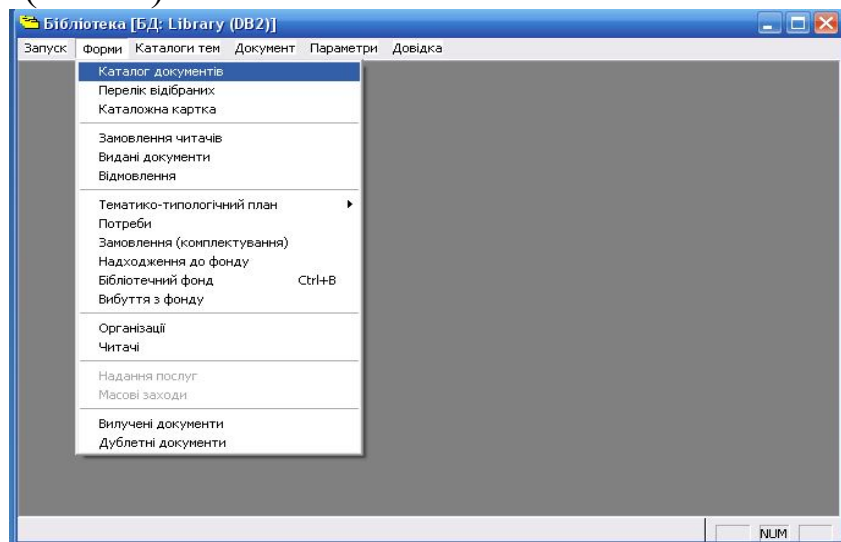 Бібліотека [БД: Library (DB2)]
Запуск Форми Каталоги тем Документ Параметри Довідка
Каталог документів
Перелік відібраних
Каталожна картка
Замовлення читачів
Видані документи
Відмовлення
Тематико-типологічний план
Потреби
Замовлення (комплектування)
Надходження до фонду
Бібліотечний фонд Ctrl+B
Вибуття з фонду
Організації
Читачі
Надання послуг
Масові заходи
Вилучені документи
Дублетні документи
NUM